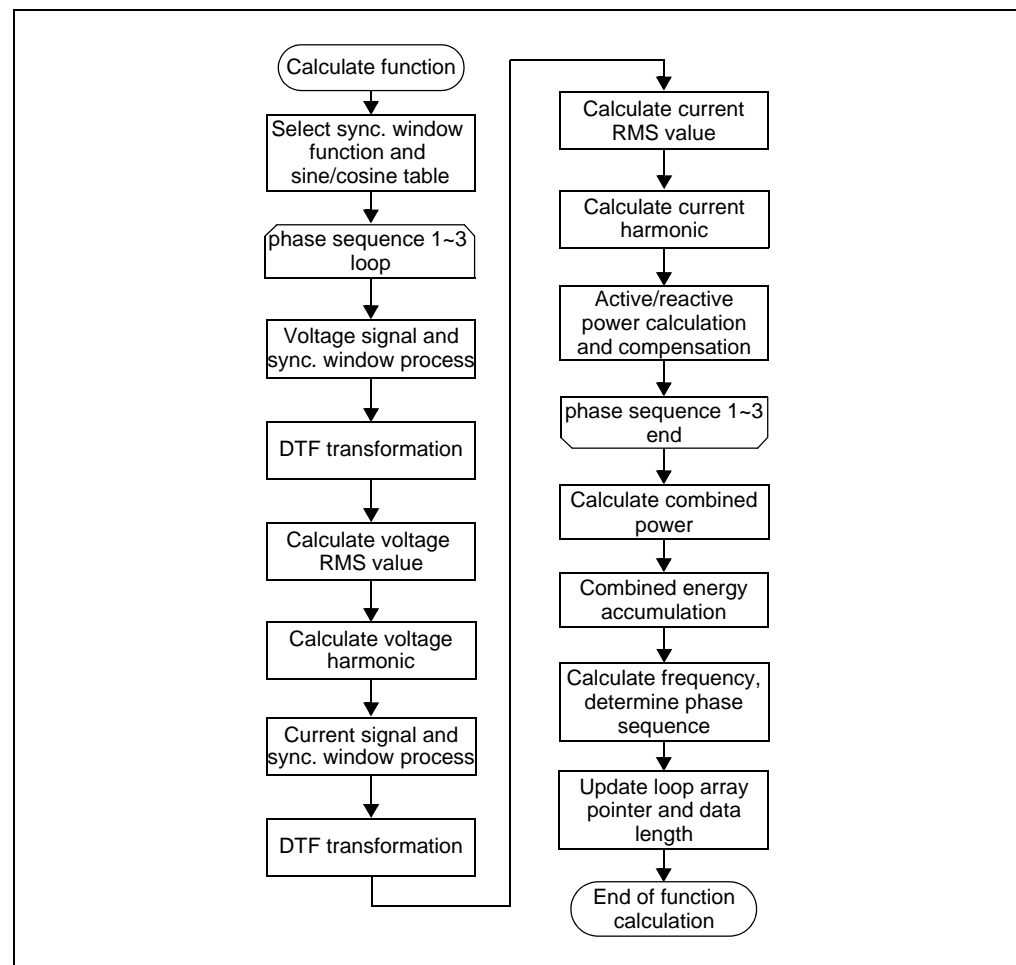 Calculate function
Select sync. window
function and
sine/cosine table
phase sequence 1~3
loop
Voltage signal and
sync. window process
DTF transformation
Calculate voltage
RMS value
Calculate voltage
harmonic
Current signal and
sync. window process
DTF transformation
Calculate current
RMS value
Calculate current
harmonic
Active/reactive
power calculation
and compensation
phase sequence 1~3
end
Calculate combined
power
Combined energy
accumulation
Calculate frequency,
determine phase
sequence
Update loop array
pointer and data
length
End of function
calculation